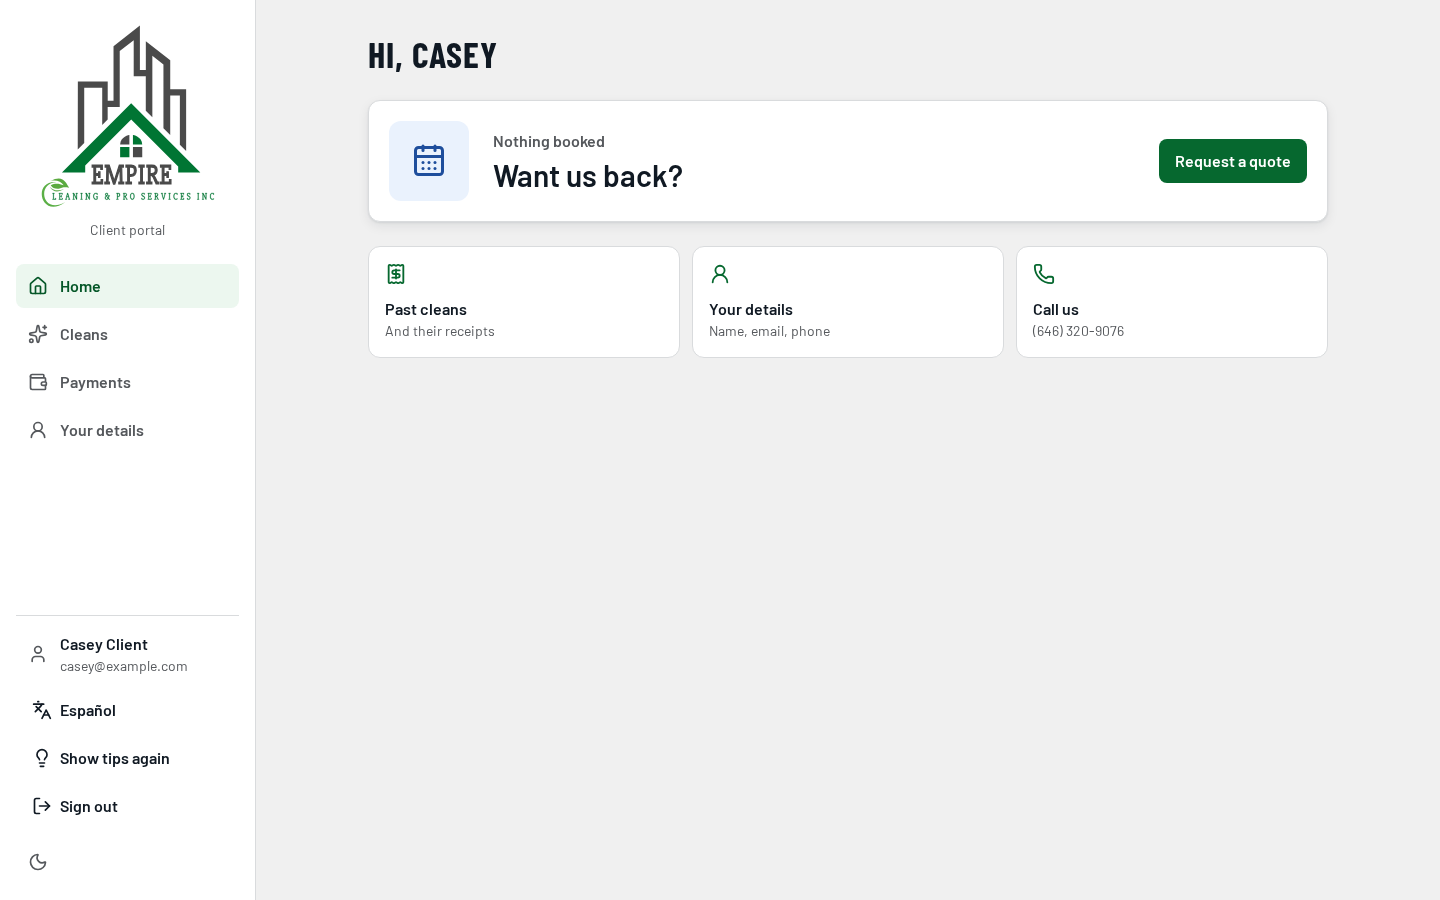 EMPIRE
LEANING & PRO SERVICES INC
Client portal
Home
Cleans
Payments
Your details
Casey Client
casey@example.com
Español
Show tips again
Sign out
HI, CASEY
Nothing booked
Want us back?
Request a quote
Past cleans
And their receipts
Your details
Name, email, phone
Call us
(646) 320-9076